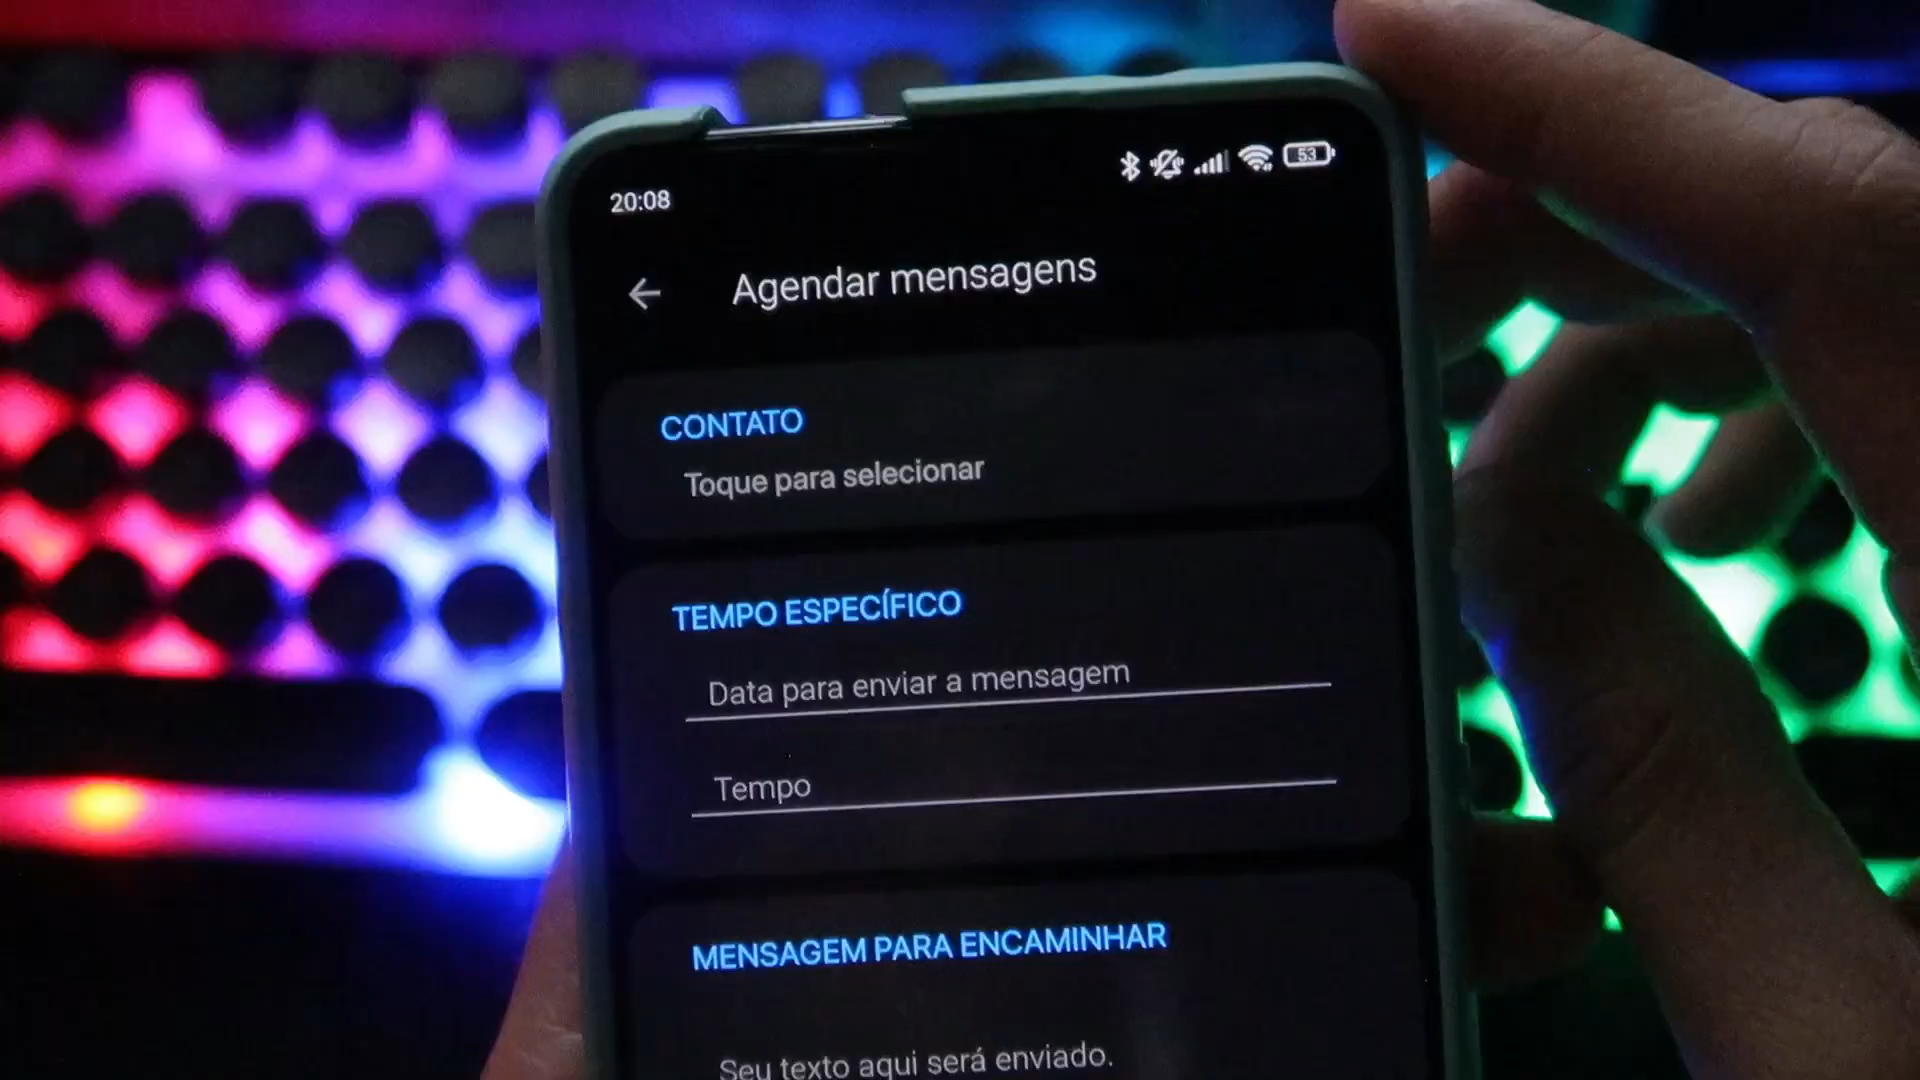 20:08
53
Agendar mensagens
CONTATO
Toque para selecionar
TEMPO ESPECÍFICO
Data para enviar a mensagem
Tempo
MENSAGEM PARA ENCAMINHAR
Seu texto aqui será enviado.